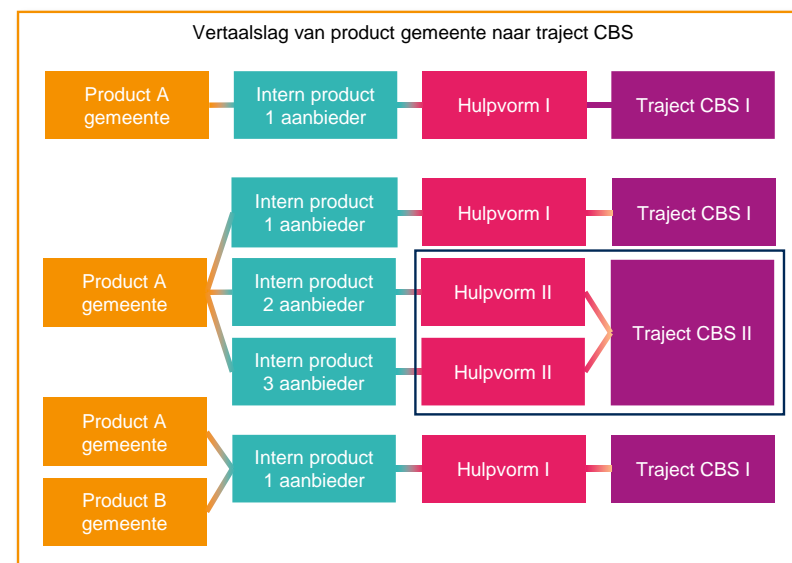 Vertaalslag van product gemeente naar traject CBS
Product A
gemeente
Intern product
1 aanbieder
Hulpvorm I
Traject CBS I
Product A
gemeente
Intern product
1 aanbieder
Hulpvorm I
Traject CBS I
Intern product
2 aanbieder
Hulpvorm II
Intern product
3 aanbieder
Hulpvorm II
Traject CBS II
Product A
gemeente
Product B
gemeente
Intern product
1 aanbieder
Hulpvorm I
Traject CBS I